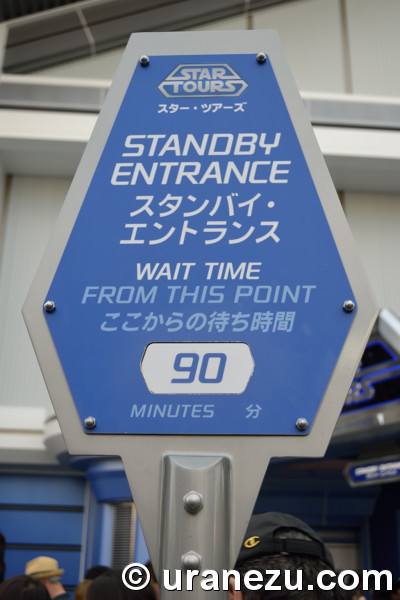 STAR
TOURS
スター・ツアーズ
STANDBY
ENTRANCE
スタンバイ・
エントランス
WAIT TIME
FROM THIS POINT
ここからの待ち時間
90
MINUTES 分
© uranezu.com